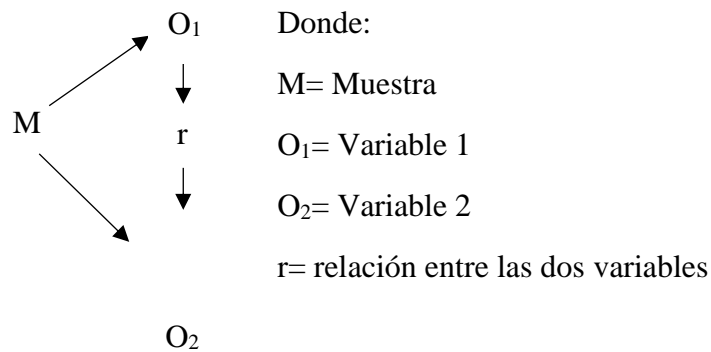 O₁ Donde:
M= Muestra
M r O₁= Variable 1
O₂= Variable 2
r= relación entre las dos variables
O₂